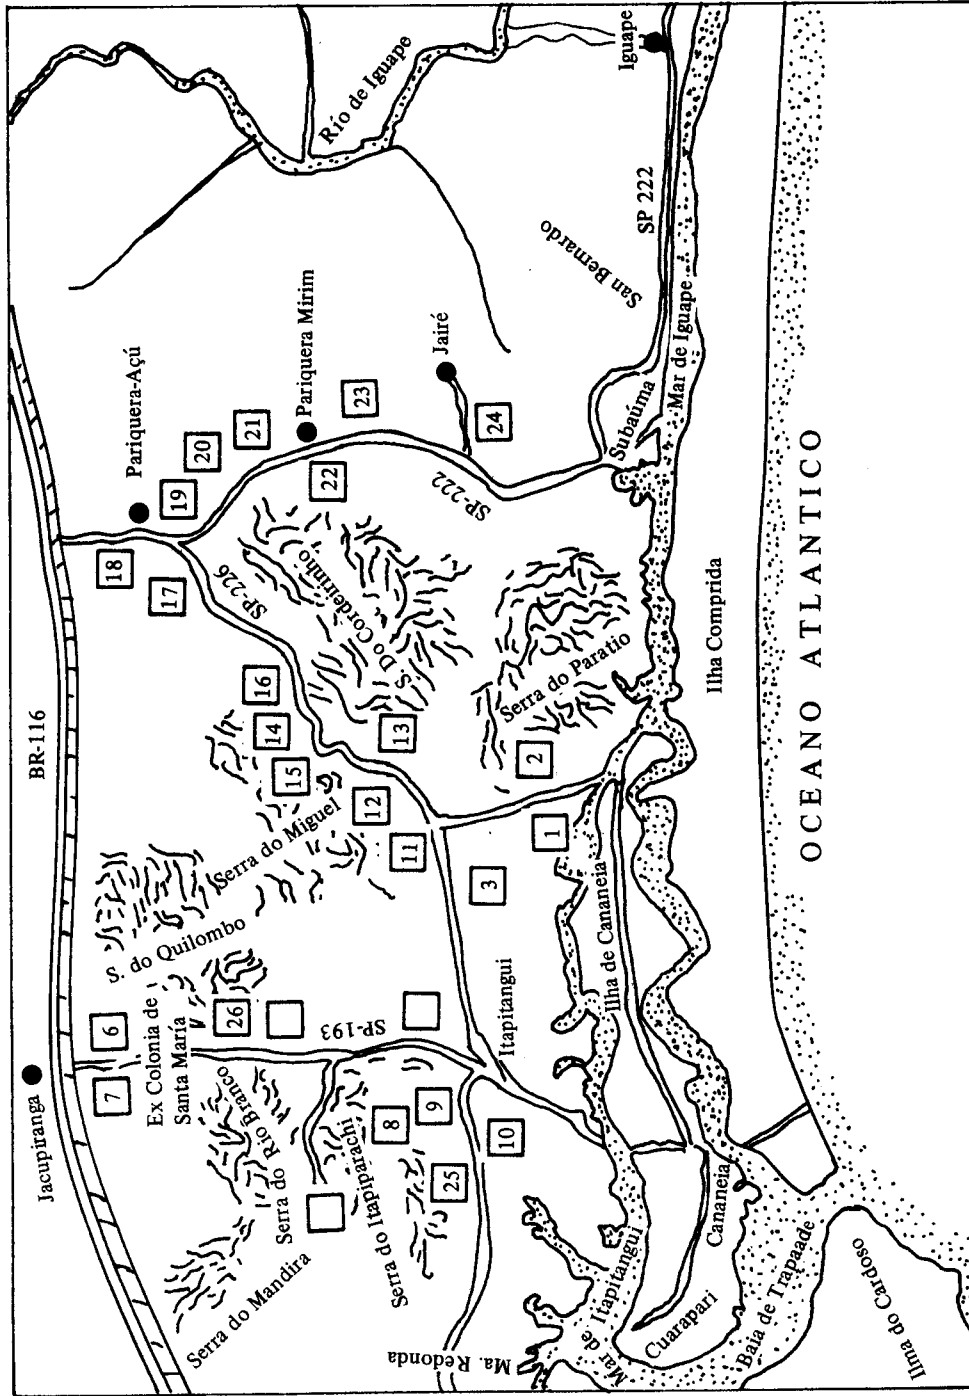 BR-116
Jacupiranga
Pariquera-Açú
Río de Iguape
Iguape
7
6
Ex Colonia de
Santa María
S. do Quilombo
18
17
19
20
21
Pariquera Mirim
23
22
Jairé
24
SP-226
SP-222
S. Do Cordeirinho
San Bernardo
SP 222
Serra do Mandira
Serra do Río Branco
26
SP-193
Serra do Miguel
14
16
15
12
13
11
Serra do Itapiparachi
8
9
25
10
Itapitangui
3
1
2
Serra do Paratio
Subaúma
Mar de Iguape
Ma. Redonda
Mar de Itapitangui
Ilha de Cananeia
Cuarapari
Cananeia
Ilha Comprida
Baia de Trapaade
Ilma do Cardoso
OCEANO ATLANTICO